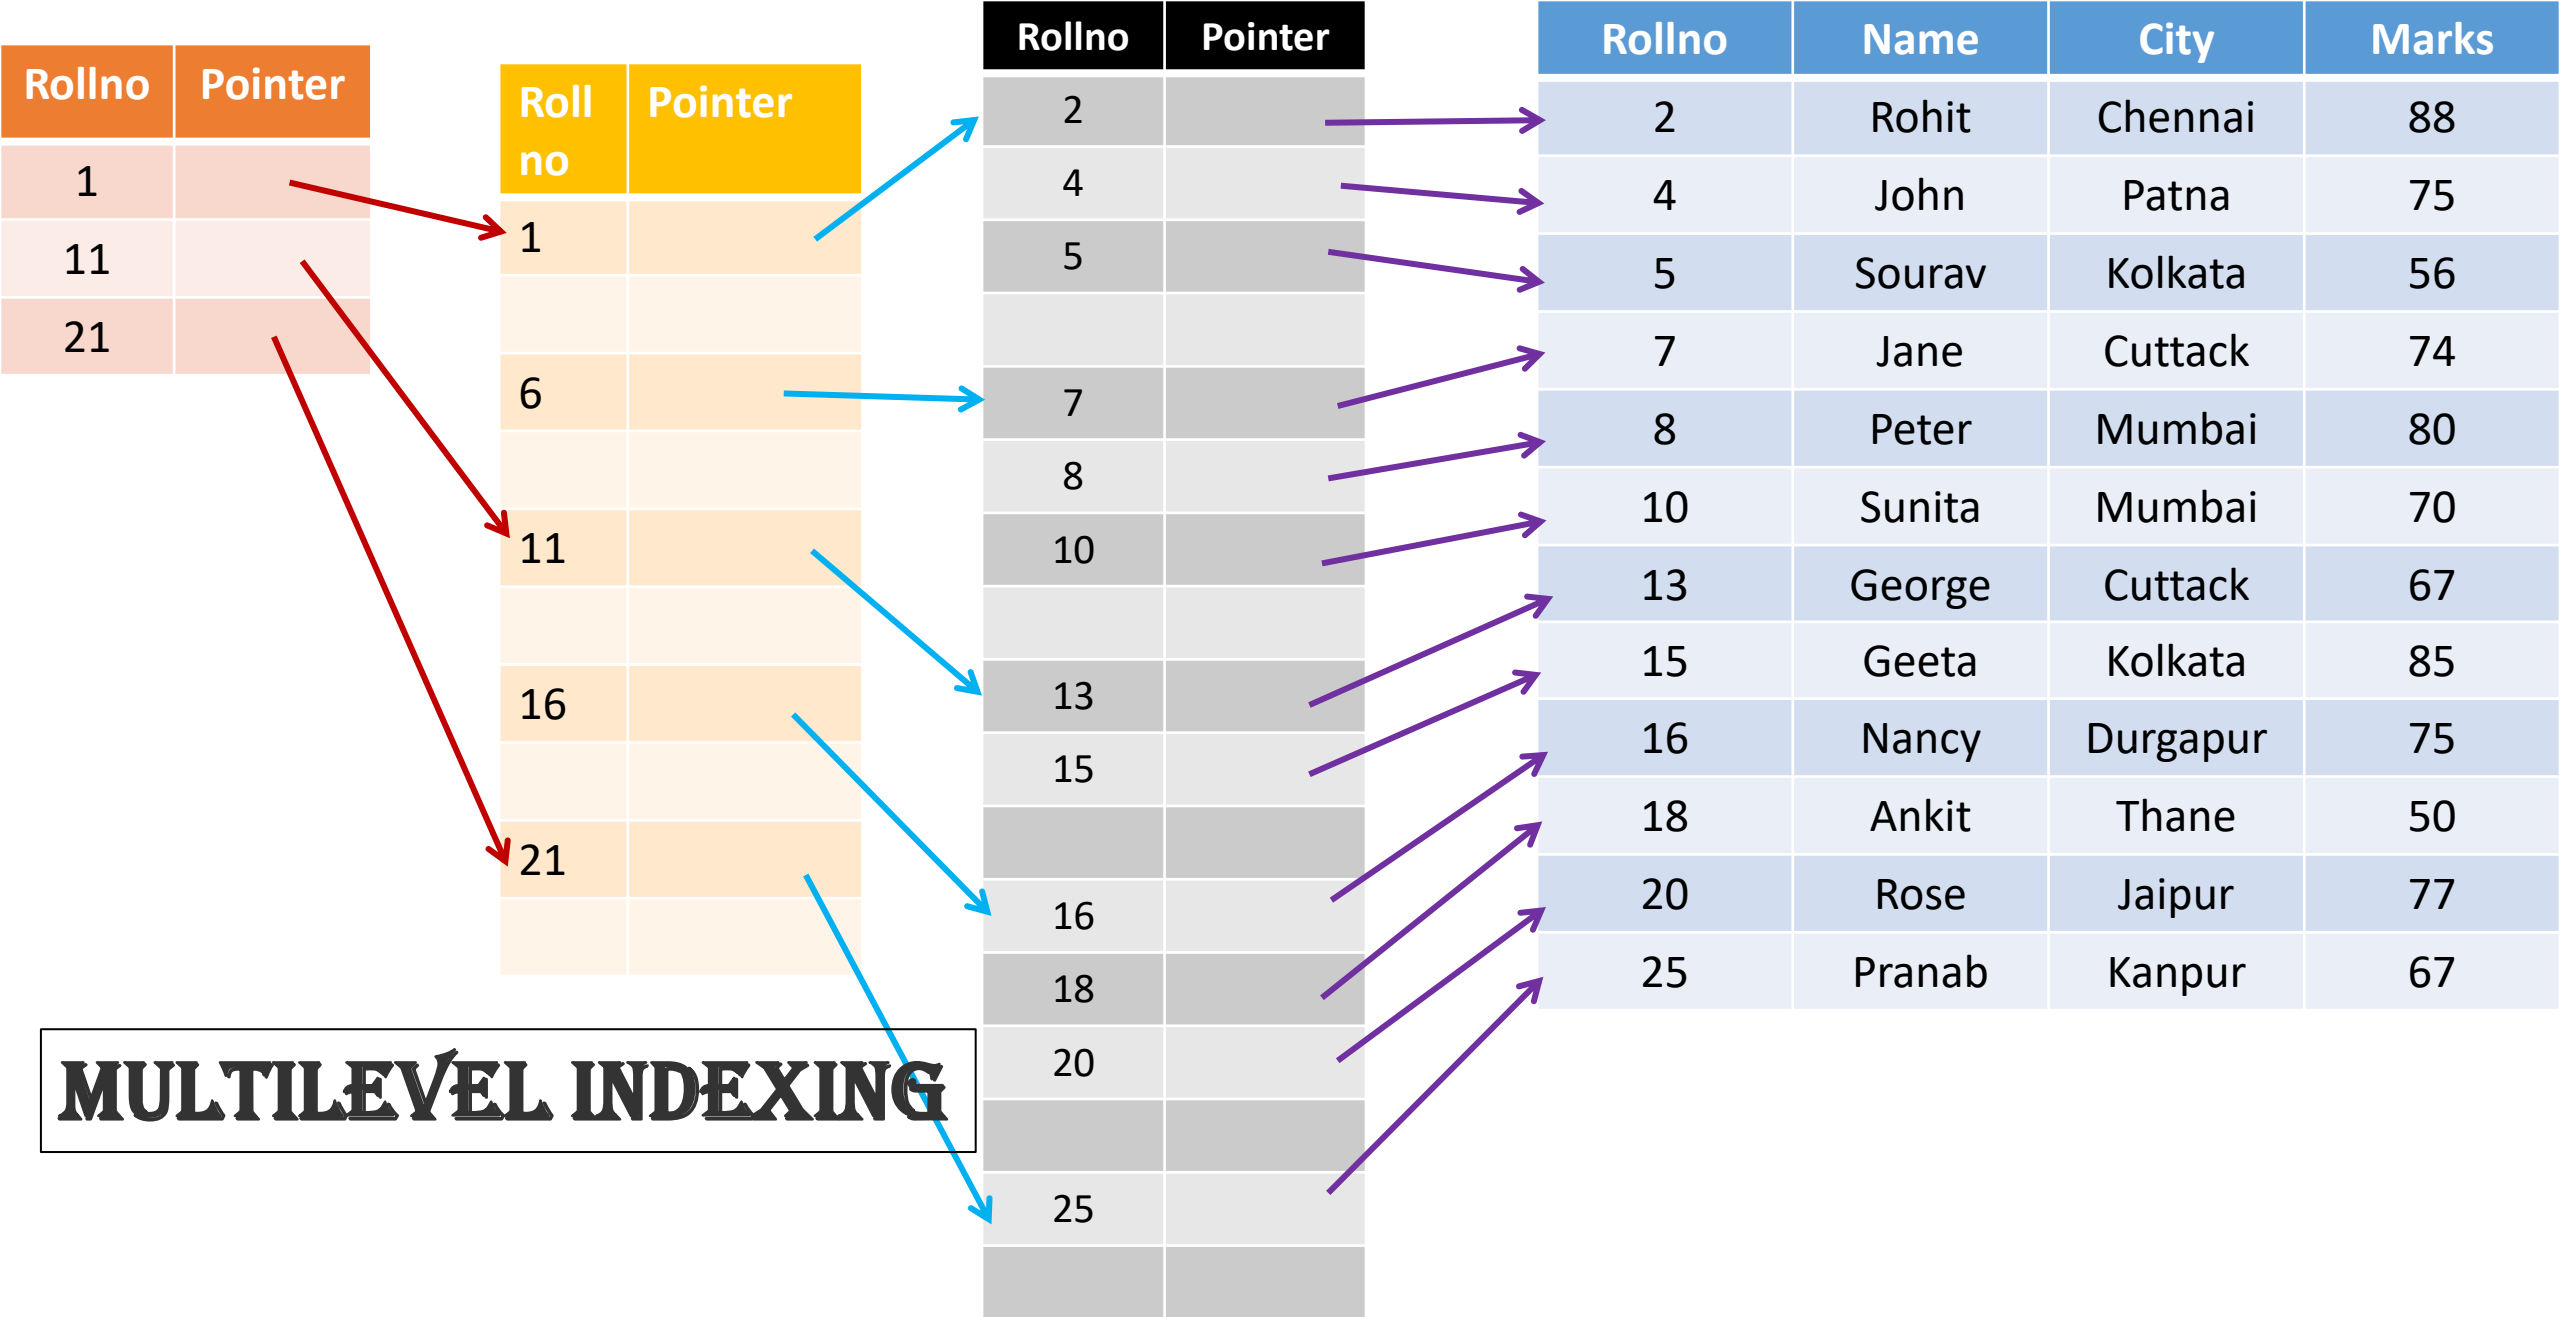 Rollno Pointer
1
11
21
Roll no Pointer
1
6
11
16
21
Rollno Pointer
2
4
5
7
8
10
13
15
16
18
20
25
Rollno Name City Marks
2 Rohit Chennai 88
4 John Patna 75
5 Sourav Kolkata 56
7 Jane Cuttack 74
8 Peter Mumbai 80
10 Sunita Mumbai 70
13 George Cuttack 67
15 Geeta Kolkata 85
16 Nancy Durgapur 75
18 Ankit Thane 50
20 Rose Jaipur 77
25 Pranab Kanpur 67
MULTILEVEL INDEXING